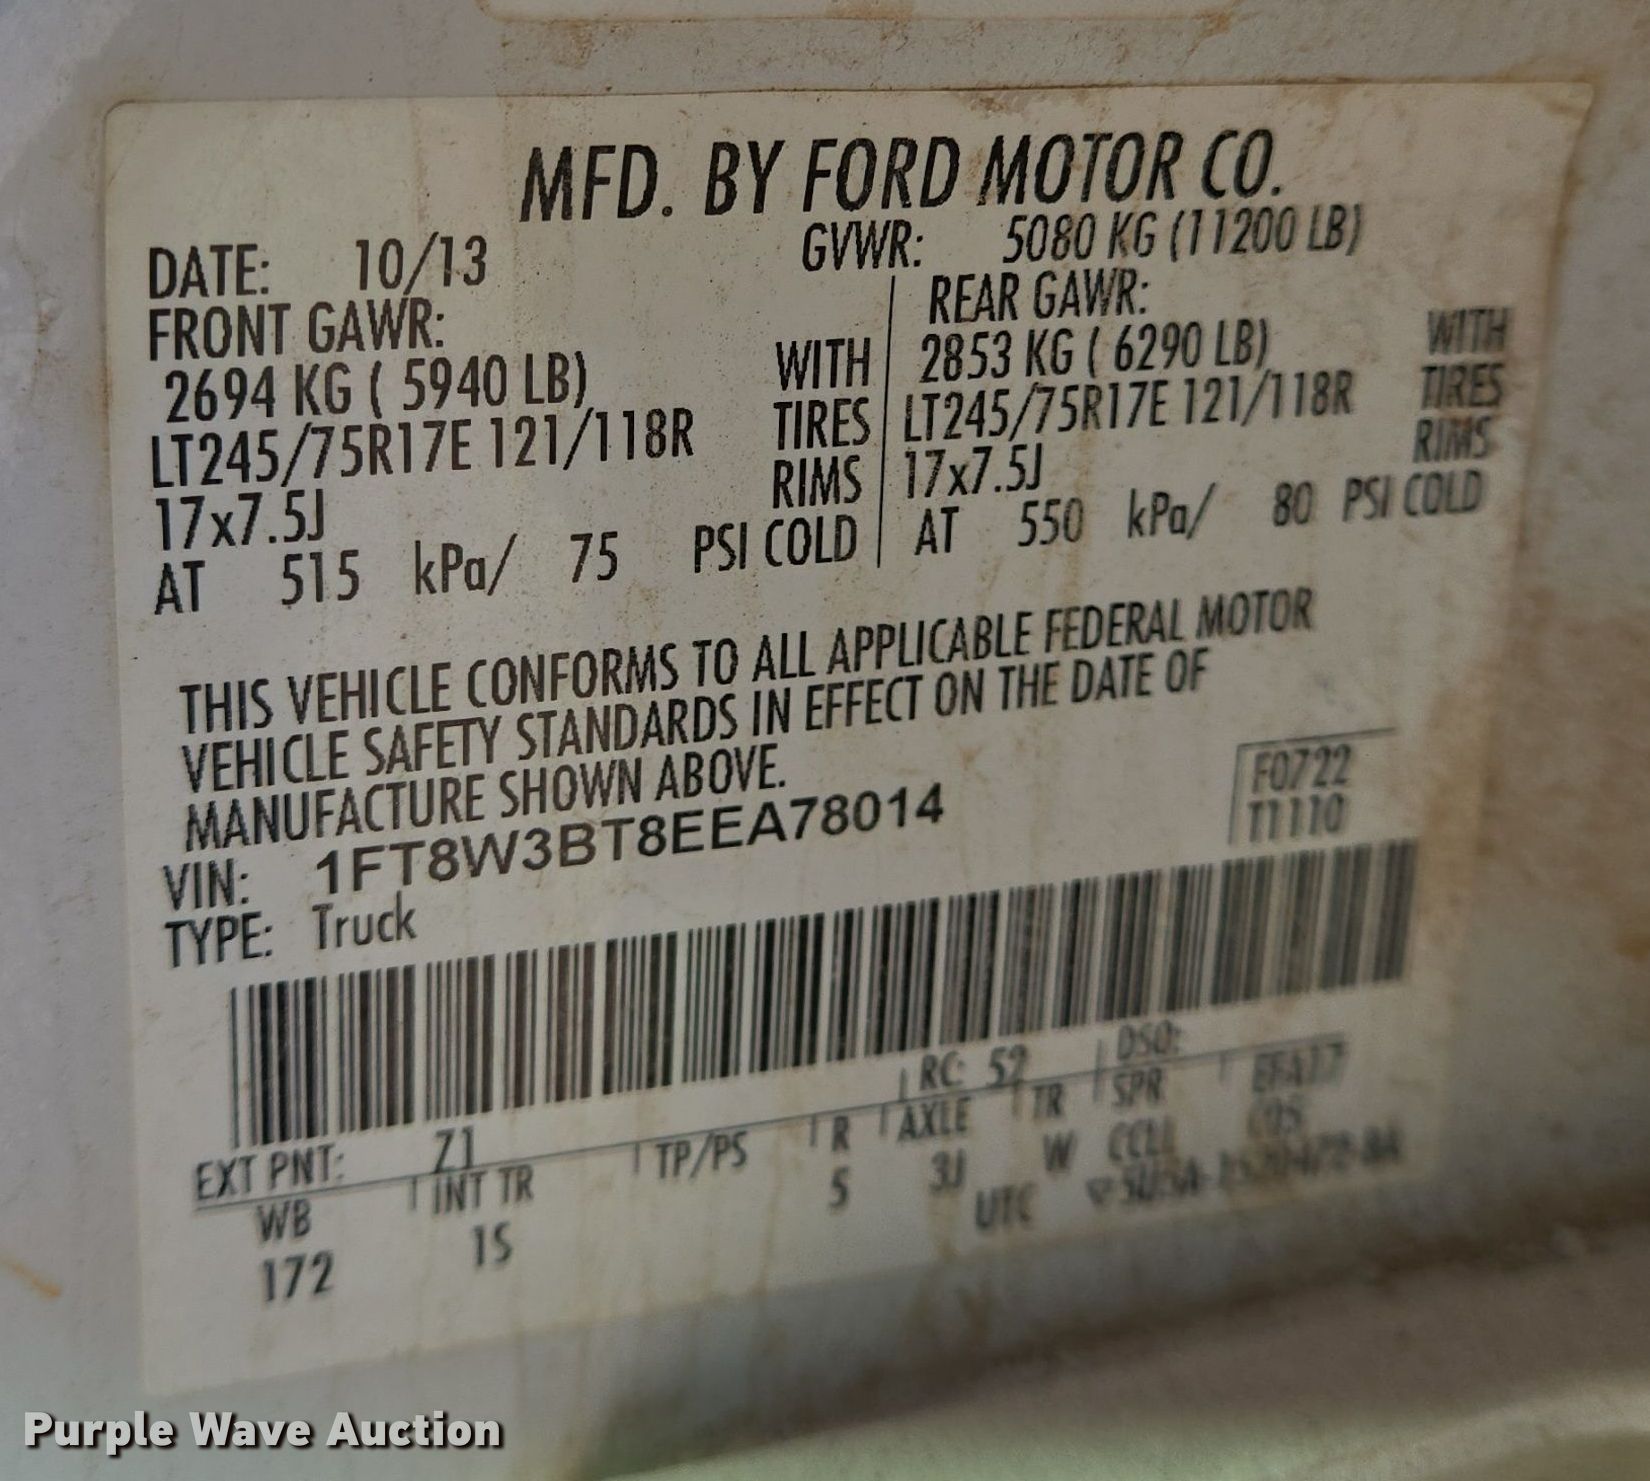 MFD. BY FORD MOTOR CO.
DATE: 10/13 GVWR: 5080 KG (11200 LB)
FRONT GAWR: REAR GAWR:
2694 KG ( 5940 LB) WITH 2853 KG ( 6290 LB) WITH
LT245/75R17E 121/118R TIRES LT245/75R17E 121/118R TIRES
17x7.5J RIMS 17x7.5J RIMS
AT 515 kPa/ 75 PSI COLD AT 550 kPa/ 80 PSI COLD
THIS VEHICLE CONFORMS TO ALL APPLICABLE FEDERAL MOTOR
VEHICLE SAFETY STANDARDS IN EFFECT ON THE DATE OF
MANUFACTURE SHOWN ABOVE.
F0722
T1110
VIN: 1FT8W3BT8EEA78014
TYPE: Truck
EXT PNT: Z1 RC: 52 DSO:
WB INT TR TP/PS R AXLE TR SPR
172 1S 5 3J W CCLL
UTC
Purple Wave Auction